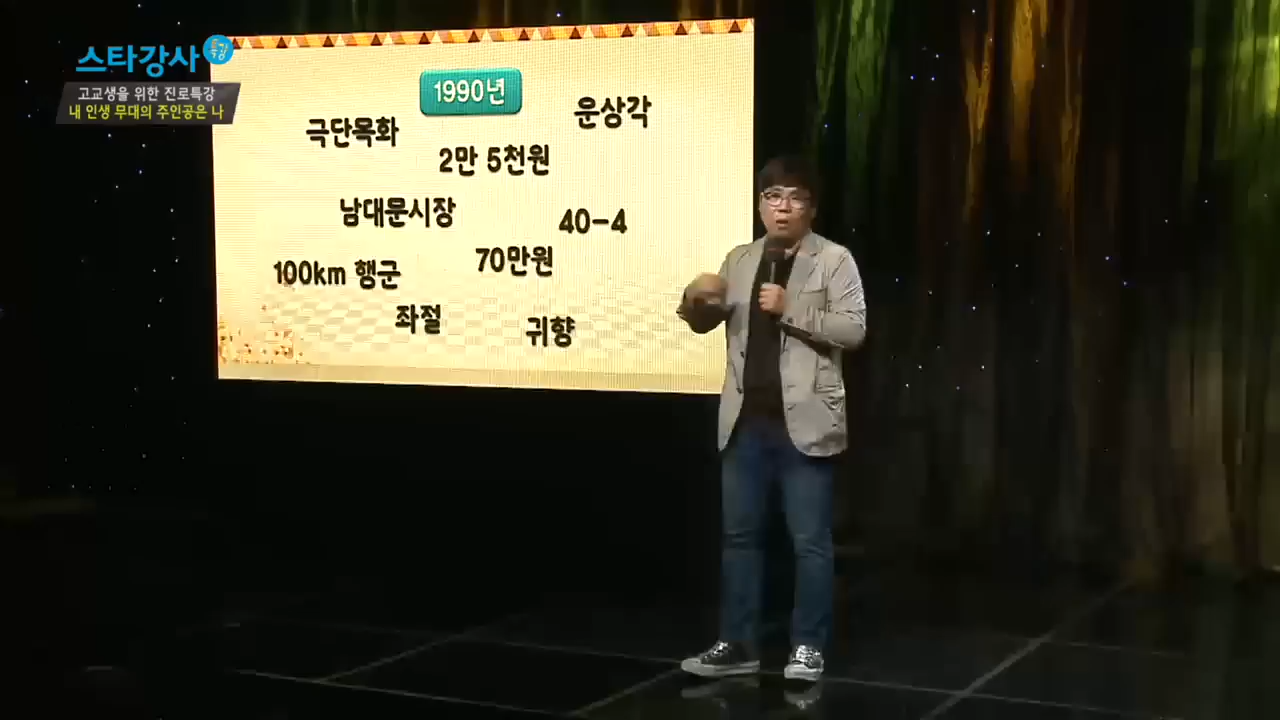 스타강사 특강
고교생을 위한 진로특강
내 인생 무대의 주인공은 나
1990년
극단목화
운상각
2만 5천원
남대문시장
40-4
100km 행군
70만원
좌절
귀향